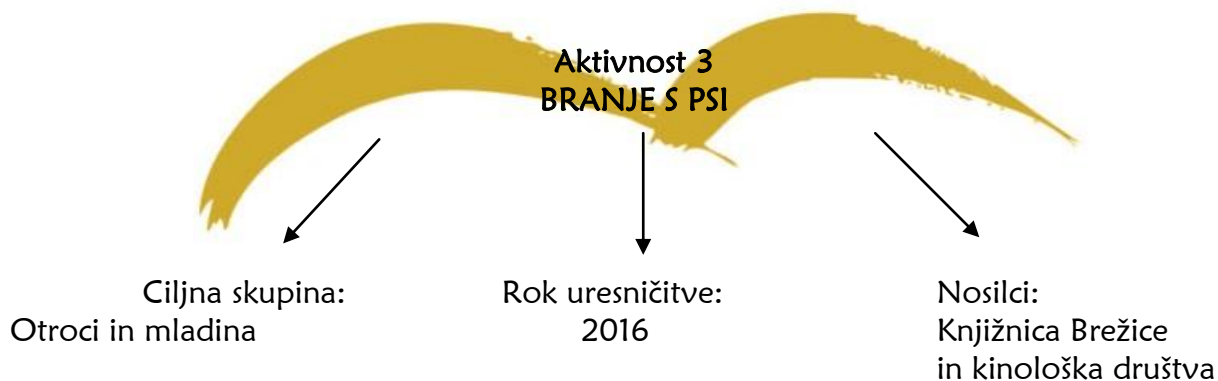 Aktivnost 3
BRANJE S PSI
Ciljna skupina:
Otroci in mladina
Rok uresničitve:
2016
Nosilci:
Knjižnica Brežice
in kinološka društva